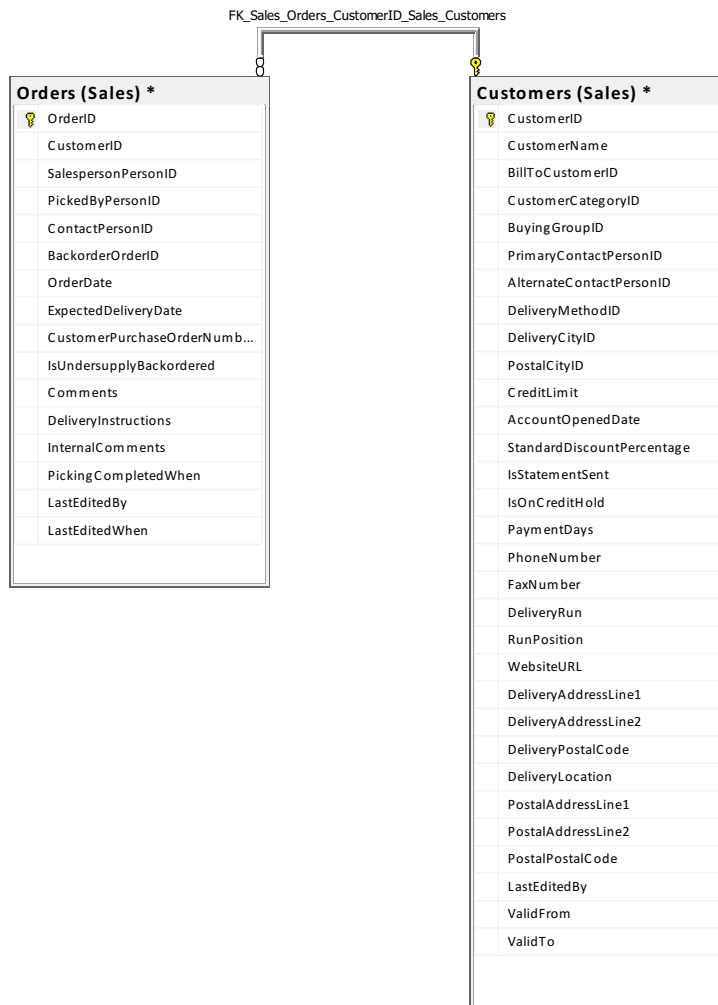 FK_Sales_Orders_CustomerID_Sales_Customers
Orders (Sales) *
OrderID
CustomerID
SalespersonPersonID
PickedByPersonID
ContactPersonID
BackorderOrderID
OrderDate
ExpectedDeliveryDate
CustomerPurchaseOrderNumb...
IsUndersupplyBackordered
Comments
DeliveryInstructions
InternalComments
PickingCompletedWhen
LastEditedBy
LastEditedWhen
Customers (Sales) *
CustomerID
CustomerName
BillToCustomerID
CustomerCategoryID
BuyingGroupID
PrimaryContactPersonID
AlternateContactPersonID
DeliveryMethodID
DeliveryCityID
PostalCityID
CreditLimit
AccountOpenedDate
StandardDiscountPercentage
IsStatementSent
IsOnCreditHold
PaymentDays
PhoneNumber
FaxNumber
DeliveryRun
RunPosition
WebsiteURL
DeliveryAddressLine1
DeliveryAddressLine2
DeliveryPostalCode
DeliveryLocation
PostalAddressLine1
PostalAddressLine2
PostalPostalCode
LastEditedBy
ValidFrom
ValidTo